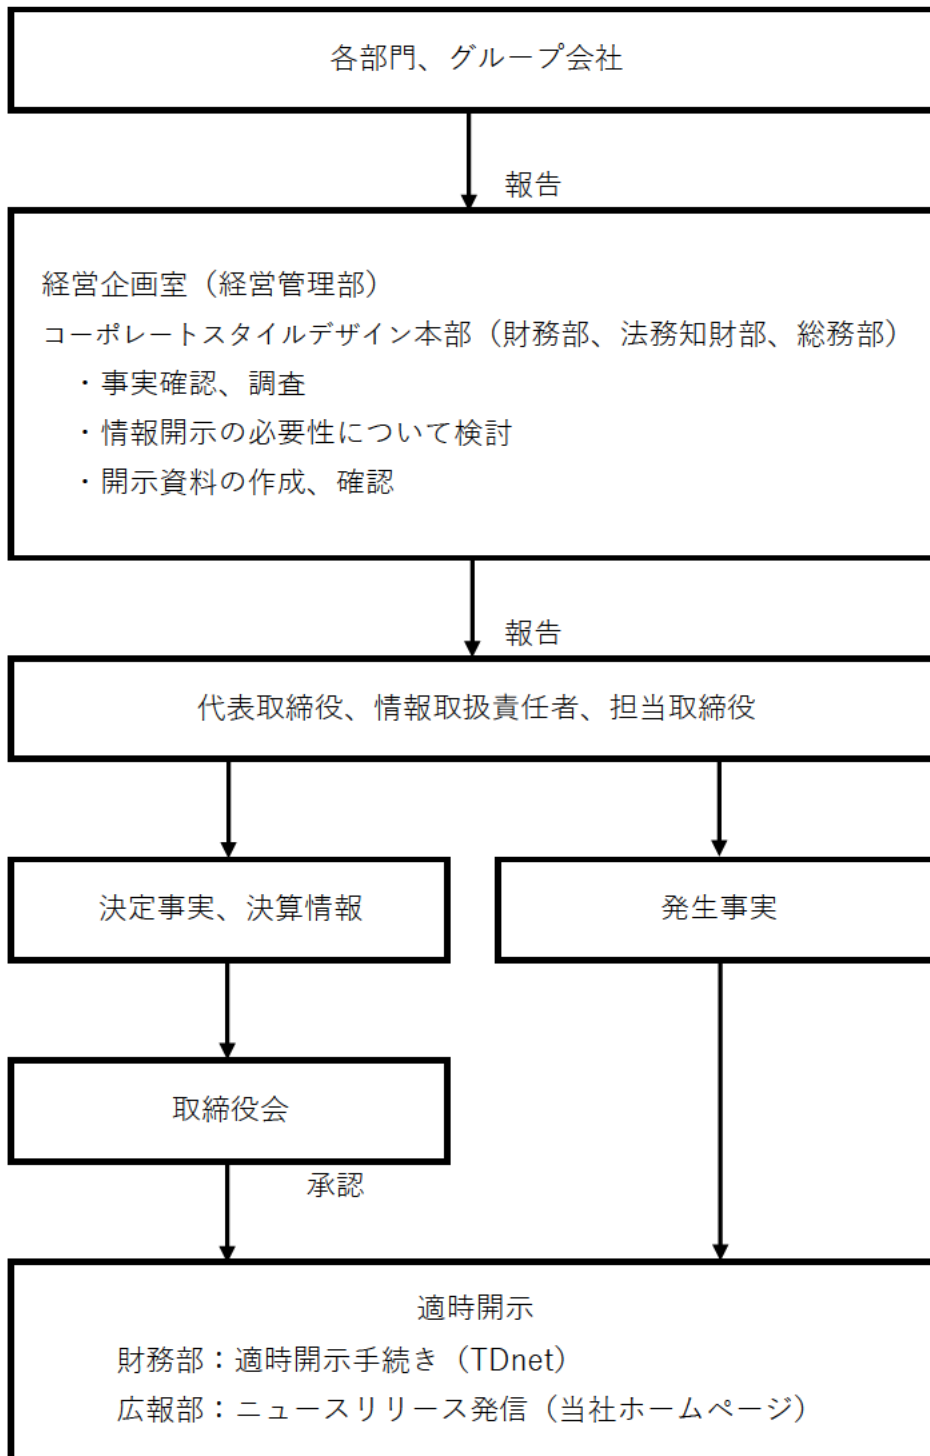 各部門、グループ会社
報告
経営企画室（経営管理部）
コーポレートスタイルデザイン本部（財務部、法務知財部、総務部）
・事実確認、調査
・情報開示の必要性について検討
・開示資料の作成、確認
報告
代表取締役、情報取扱責任者、担当取締役
決定事実、決算情報
発生事実
取締役会
承認
適時開示
財務部：適時開示手続き（TDnet）
広報部：ニュースリリース発信（当社ホームページ）